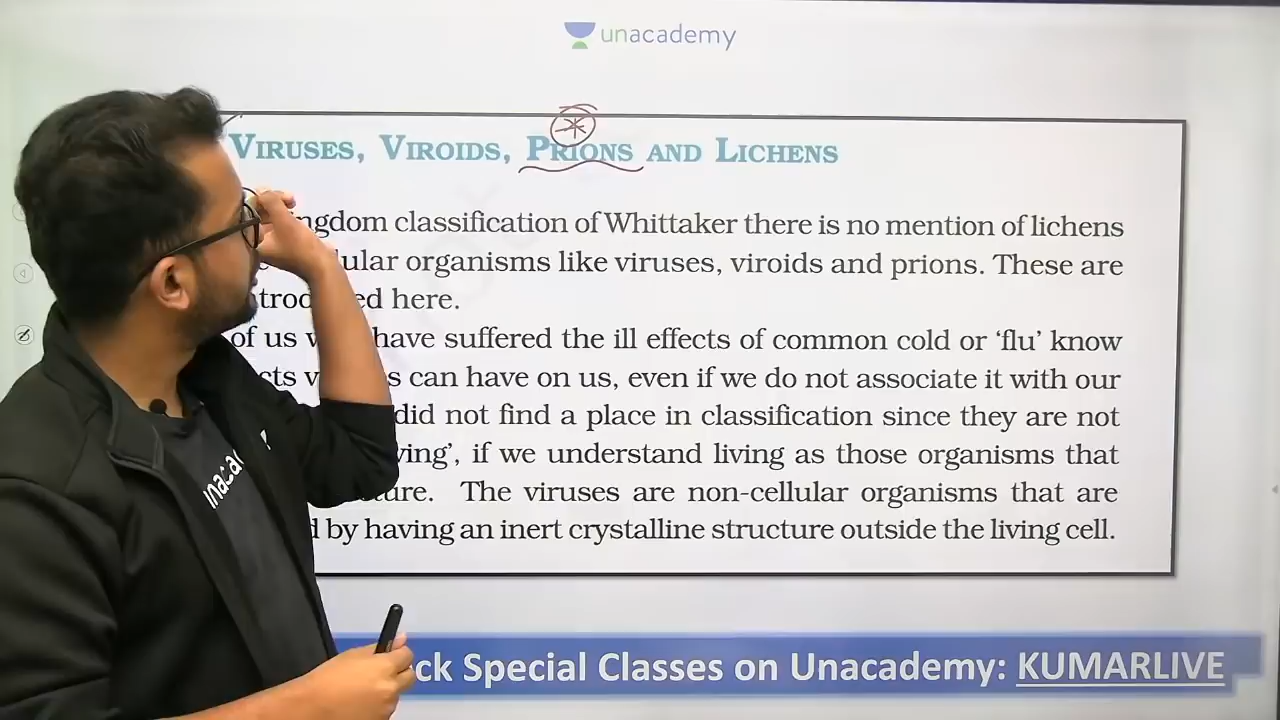 unacademy
VIRUSES, VIROIDS, PRIONS AND LICHENS
classification of Whittaker there is no mention of lichens
organisms like viruses, viroids and prions. These are
here.
of us have suffered the ill effects of common cold or ‘flu’ know
can have on us, even if we do not associate it with our
did not find a place in classification since they are not
if we understand living as those organisms that
The viruses are non-cellular organisms that are
by having an inert crystalline structure outside the living cell.
Special Classes on Unacademy: KUMARLIVE